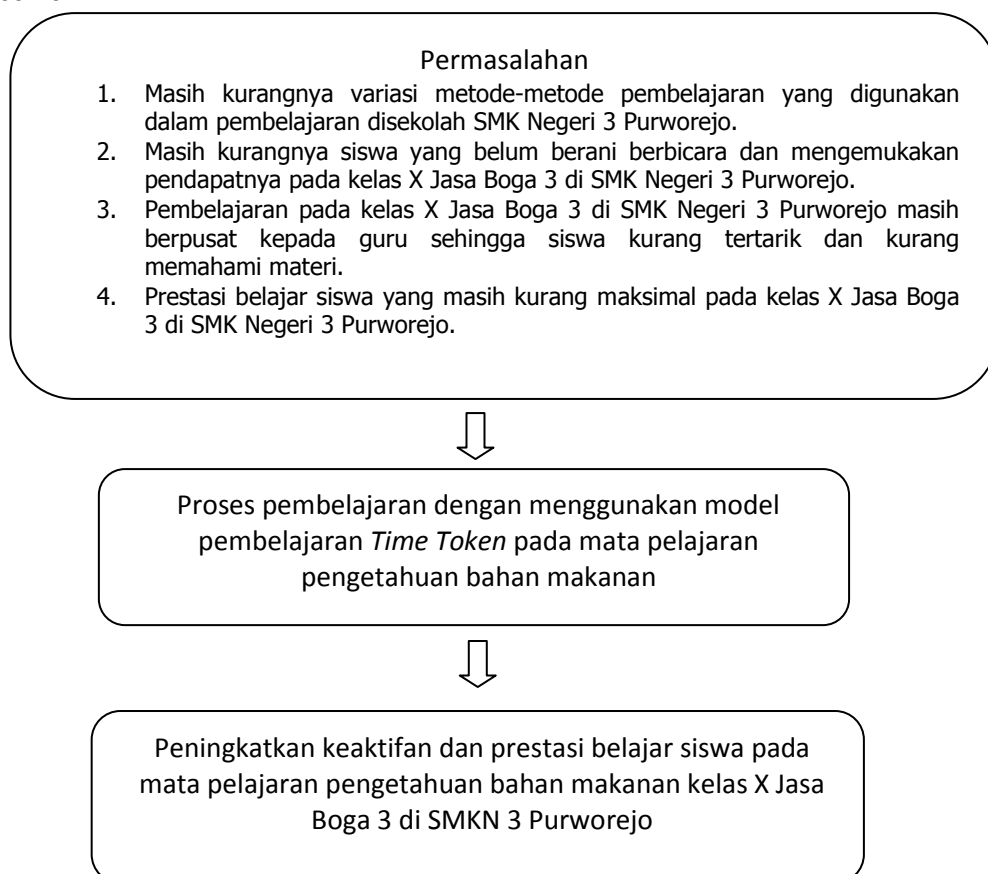 Permasalahan
1. Masih kurangnya variasi metode-metode pembelajaran yang digunakan
dalam pembelajaran disekolah SMK Negeri 3 Purworejo.
2. Masih kurangnya siswa yang belum berani berbicara dan mengemukakan
pendapatnya pada kelas X Jasa Boga 3 di SMK Negeri 3 Purworejo.
3. Pembelajaran pada kelas X Jasa Boga 3 di SMK Negeri 3 Purworejo masih
berpusat kepada guru sehingga siswa kurang tertarik dan kurang
memahami materi.
4. Prestasi belajar siswa yang masih kurang maksimal pada kelas X Jasa Boga
3 di SMK Negeri 3 Purworejo.
Proses pembelajaran dengan menggunakan model
pembelajaran Time Token pada mata pelajaran
pengetahuan bahan makanan
Peningkatkan keaktifan dan prestasi belajar siswa pada
mata pelajaran pengetahuan bahan makanan kelas X Jasa
Boga 3 di SMKN 3 Purworejo